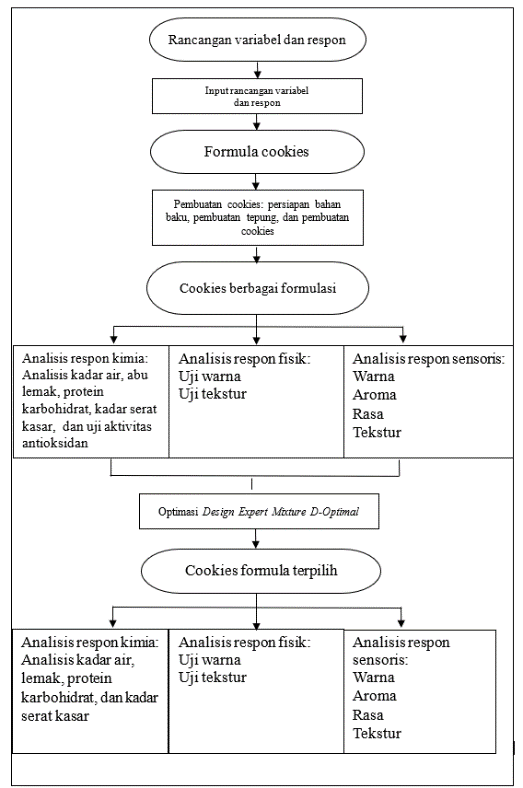 Rancangan variabel dan respon
Input rancangan variabel
dan respon
Formula cookies
Pembuatan cookies: persiapan bahan
baku, pembuatan tepung, dan pembuatan
cookies
Cookies berbagai formulasi
Analisis respon kimia:
Analisis kadar air, abu
lemak, protein
karbohidrat, kadar serat
kasar, dan uji aktivitas
antioksidan
Analisis respon fisik:
Uji warna
Uji tekstur
Analisis respon sensoris:
Warna
Aroma
Rasa
Tekstur
Optimasi Design Expert Mixture D-Optimal
Cookies formula terpilih
Analisis respon kimia:
Analisis kadar air,
lemak, protein
karbohidrat, dan kadar
serat kasar
Analisis respon fisik:
Uji warna
Uji tekstur
Analisis respon
sensoris:
Warna
Aroma
Rasa
Tekstur